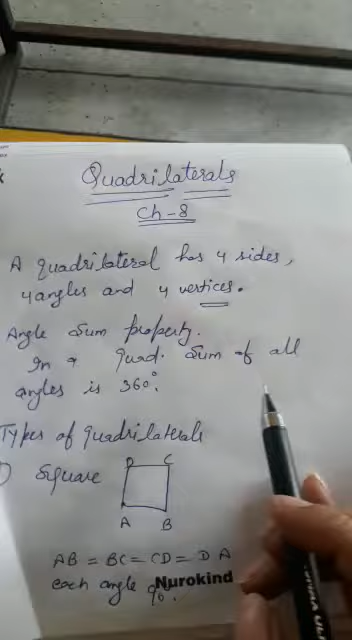 Quadrilaterals
Ch-8
A quadrilateral has 4 sides,
4 angles and 4 vertices.
Angle sum property.
In a quad. sum of all
angles is 360°.
Types of quadrilaterals
) Square
D C
A B
AB = BC = CD = DA
each angle 90°.
Nurokind